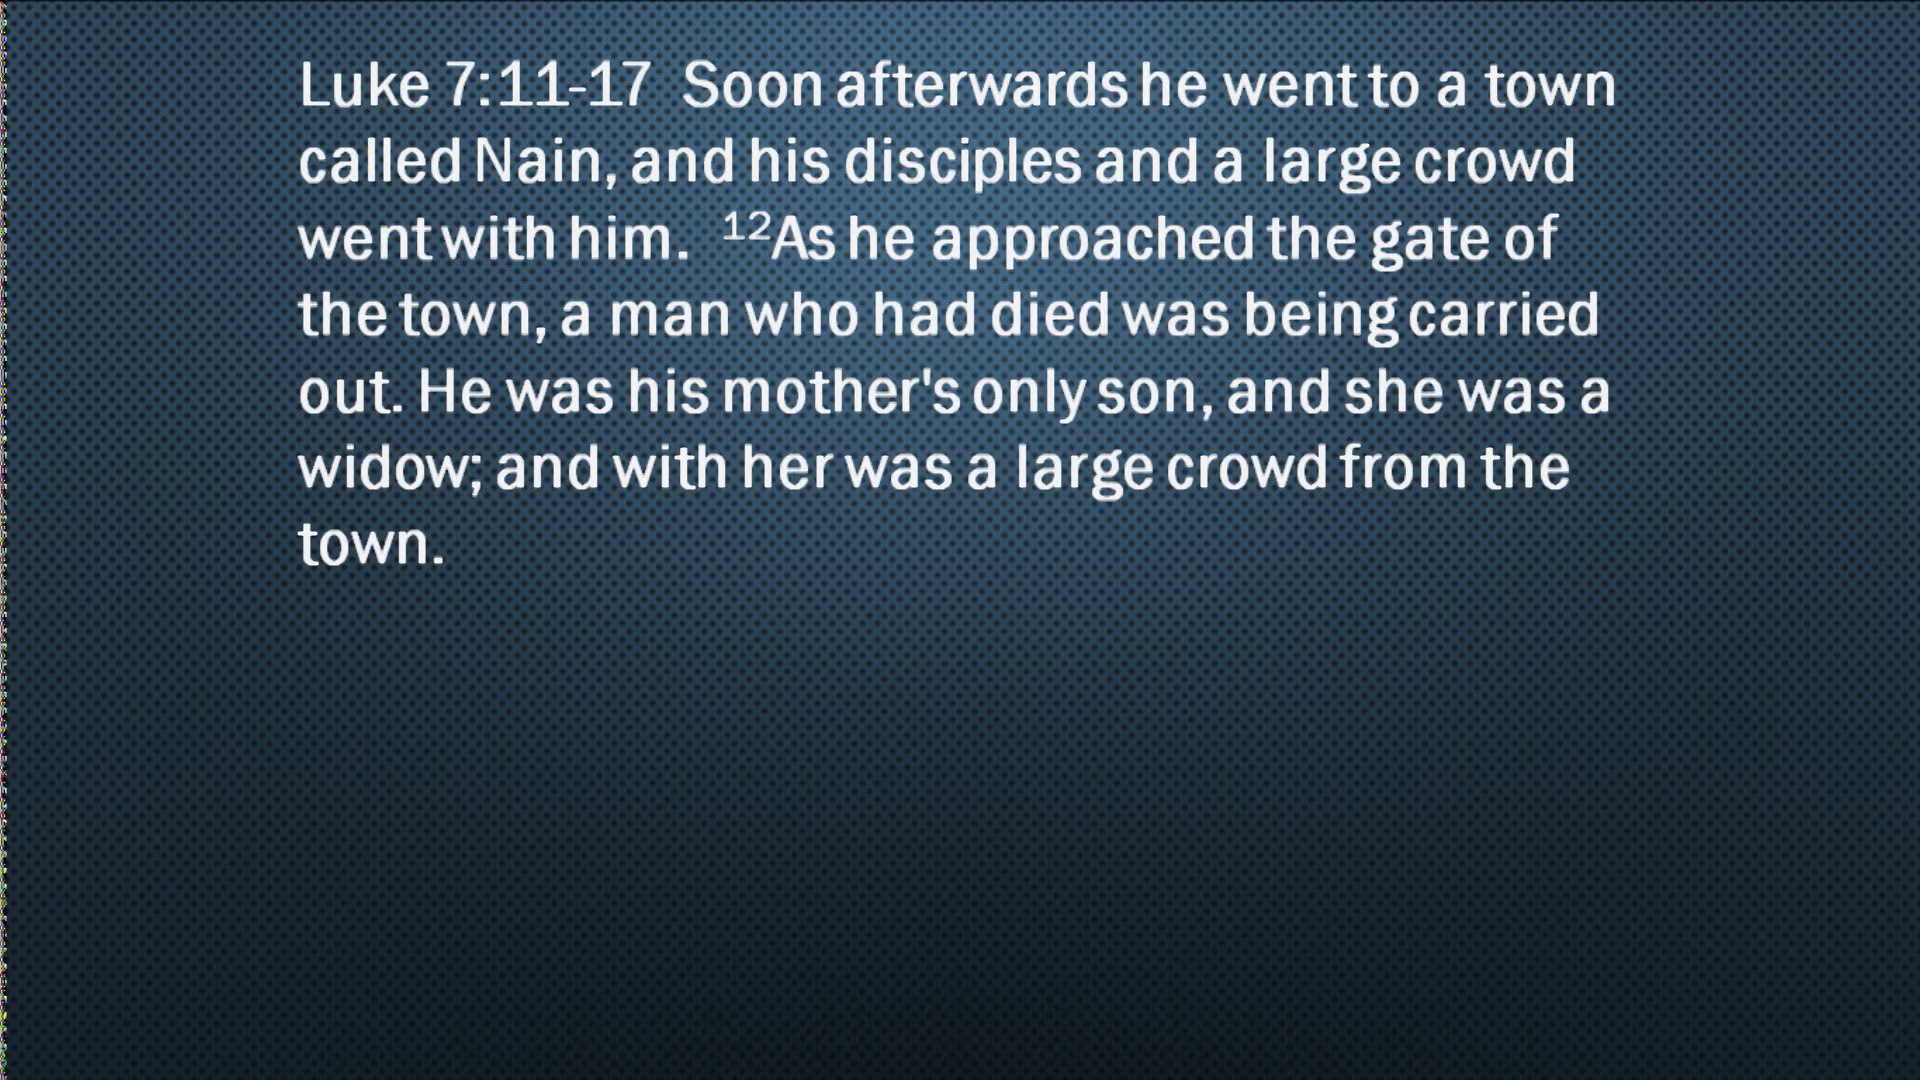 Luke 7:11-17  Soon afterwards he went to a town
called Nain, and his disciples and a large crowd
went with him.  ¹²As he approached the gate of
the town, a man who had died was being carried
out. He was his mother's only son, and she was a
widow; and with her was a large crowd from the
town.